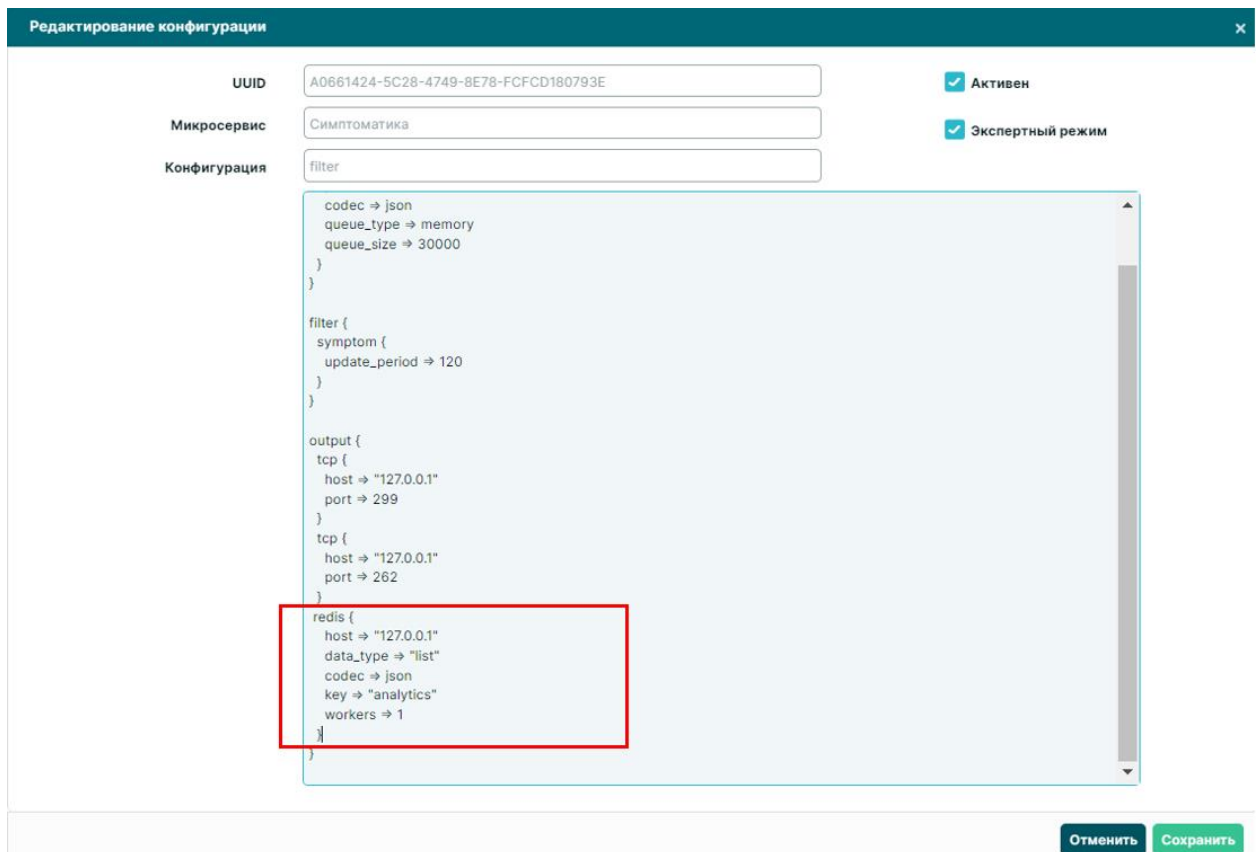 Редактирование конфигурации ×
UUID A0661424-5C28-4749-8E78-FCFCD180793E
Активен
Микросервис Симптоматика
Экспертный режим
Конфигурация filter
codec ⇒ json
queue_type ⇒ memory
queue_size ⇒ 30000
}
}
filter {
symptom {
update_period ⇒ 120
}
}
output {
tcp {
host ⇒ "127.0.0.1"
port ⇒ 299
}
tcp {
host ⇒ "127.0.0.1"
port ⇒ 262
}
redis {
host ⇒ "127.0.0.1"
data_type ⇒ "list"
codec ⇒ json
key ⇒ "analytics"
workers ⇒ 1
}
}
Отменить Сохранить